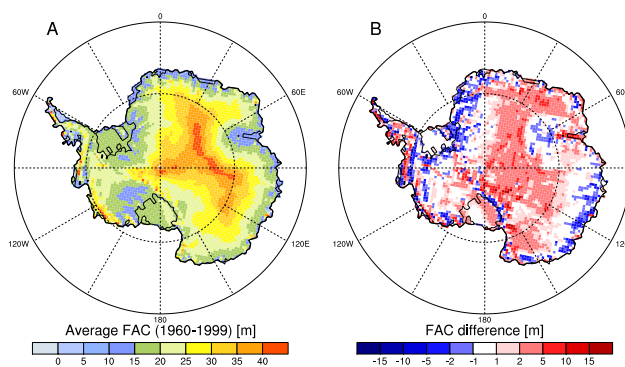 A
0
60W
60E
120W
120E
180
Average FAC (1960-1999) [m]
0 5 10 15 20 25 30 35 40
B
0
60W
60E
120W
120E
180
FAC difference [m]
-15 -10 -5 -2 -1 1 2 5 10 15